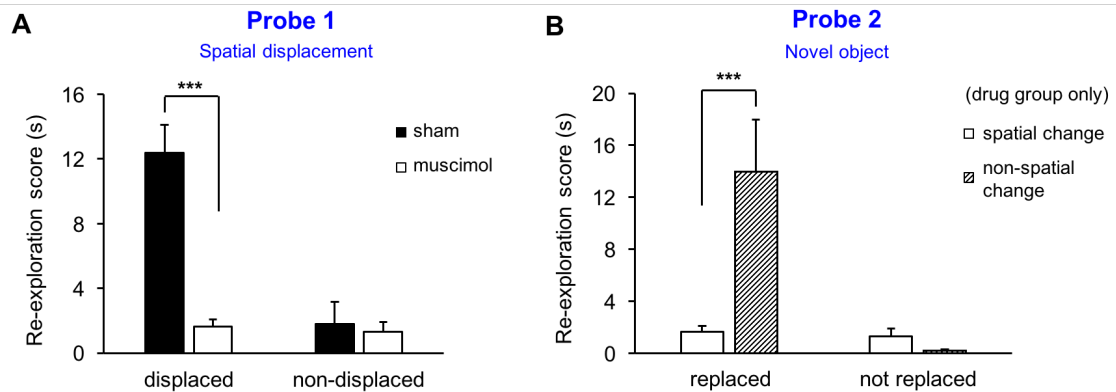 A
Probe 1
Spatial displacement
***
Re-exploration score (s)
16
12
8
4
0
sham
muscimol
displaced
non-displaced
B
Probe 2
Novel object
***
(drug group only)
Re-exploration score (s)
20
16
12
8
4
0
spatial change
non-spatial
change
replaced
not replaced